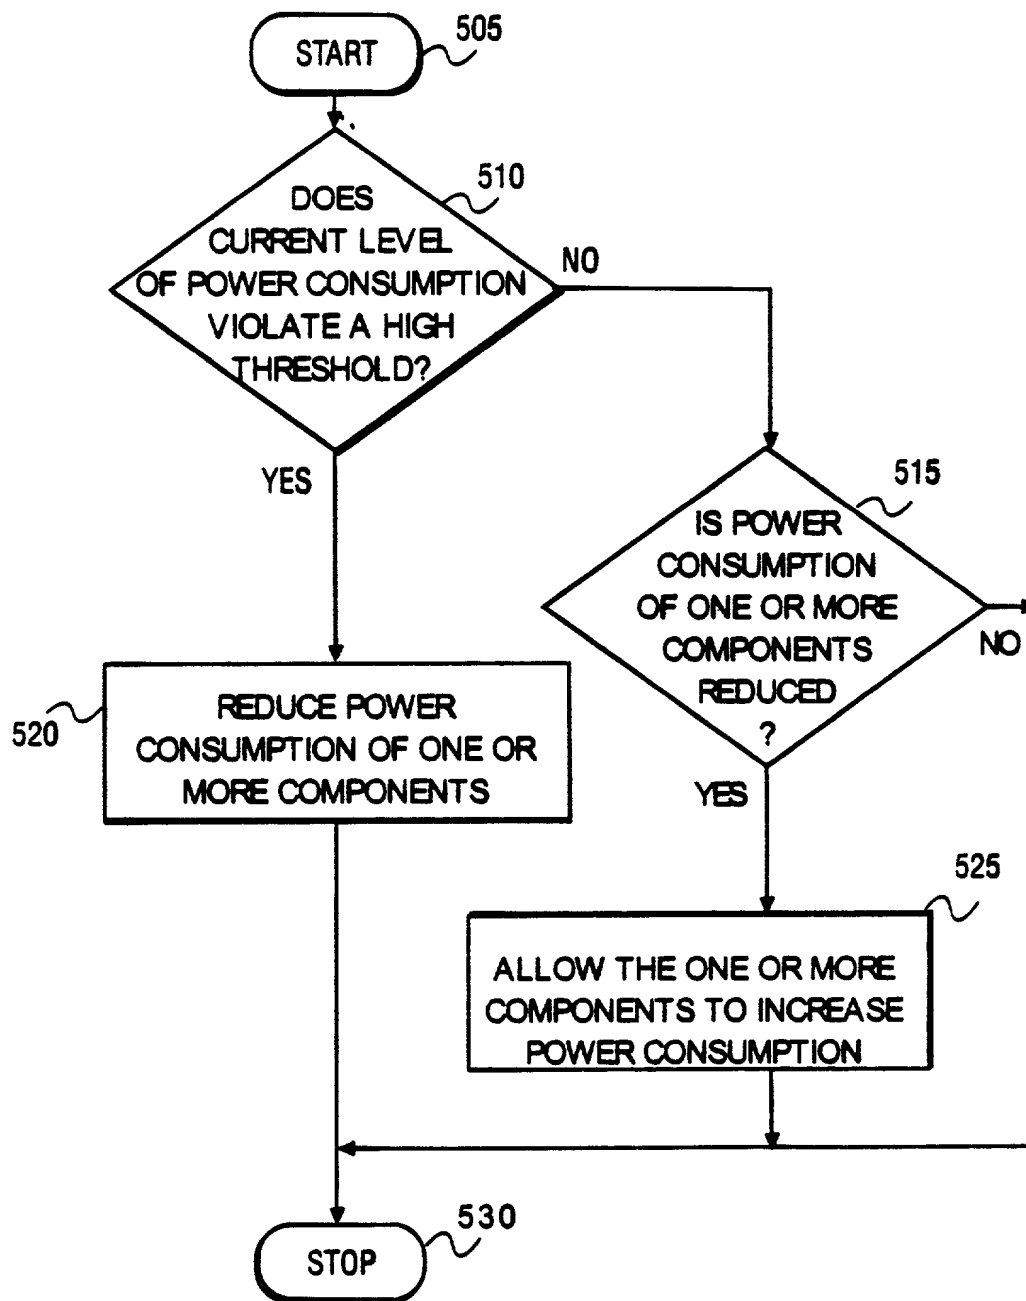 START
505
DOES
CURRENT LEVEL
OF POWER CONSUMPTION
VIOLATE A HIGH
THRESHOLD?
510
NO
YES
IS POWER
CONSUMPTION
OF ONE OR MORE
COMPONENTS
REDUCED
?
515
NO
YES
520
REDUCE POWER
CONSUMPTION OF ONE OR
MORE COMPONENTS
525
ALLOW THE ONE OR MORE
COMPONENTS TO INCREASE
POWER CONSUMPTION
STOP
530